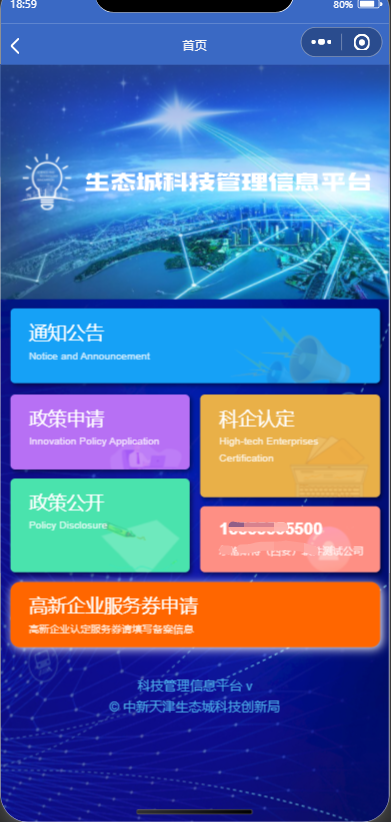 18:59
80%
首页
生态城科技管理信息平台
通知公告
Notice and Announcement
政策申请
Innovation Policy Application
科企认定
High-tech Enterprises
Certification
政策公开
Policy Disclosure
5500
测试公司
高新企业服务券申请
高新企业认定服务券请填写备案信息
科技管理信息平台 v
© 中新天津生态城科技创新局